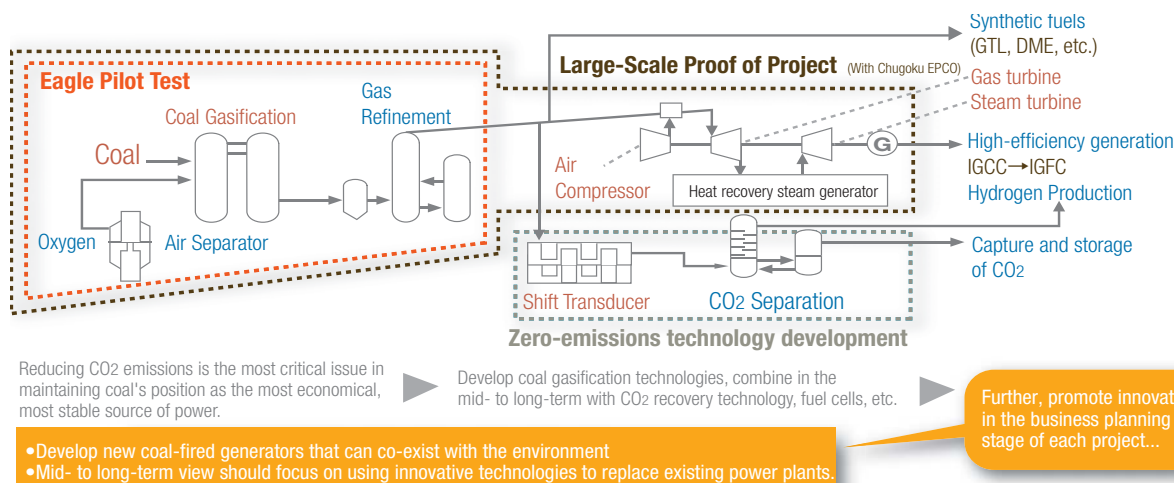 Synthetic fuels
(GTL, DME, etc.)
Large-Scale Proof of Project (With Chugoku EPCO)
Gas turbine
Steam turbine
Eagle Pilot Test
Gas
Refinement
Coal Gasification
Coal
Air
Compressor
G
High-efficiency generation
IGCC→IGFC
Hydrogen Production
Heat recovery steam generator
Oxygen
Air Separator
Capture and storage
of CO2
Shift Transducer
CO2 Separation
Zero-emissions technology development
Reducing CO2 emissions is the most critical issue in
maintaining coal's position as the most economical,
most stable source of power.
Develop coal gasification technologies, combine in the
mid- to long-term with CO2 recovery technology, fuel cells, etc.
Further, promote innovat
in the business planning
stage of each project...
•Develop new coal-fired generators that can co-exist with the environment
•Mid- to long-term view should focus on using innovative technologies to replace existing power plants.